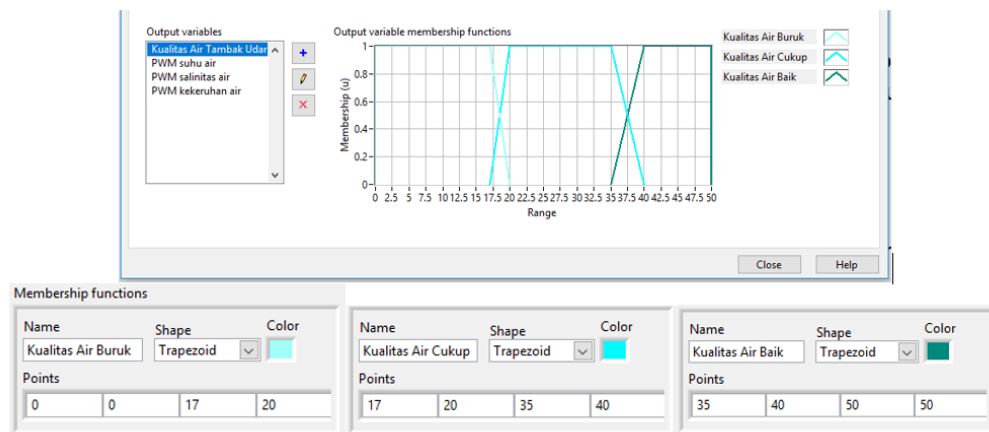 Output variables
Kualitas Air Tambak Udar
PWM suhu air
PWM salinitas air
PWM kekeruhan air
Output variable membership functions
Membership (u)
1
0.8
0.6
0.4
0.2
0
0 2.5 5 7.5 10 12.5 15 17.5 20 22.5 25 27.5 30 32.5 35 37.5 40 42.5 45 47.5 50
Range
Kualitas Air Buruk
Kualitas Air Cukup
Kualitas Air Baik
Close Help
Membership functions
Name Shape Color
Kualitas Air Buruk Trapezoid
Points
0 0 17 20
Name Shape Color
Kualitas Air Cukup Trapezoid
Points
17 20 35 40
Name Shape Color
Kualitas Air Baik Trapezoid
Points
35 40 50 50